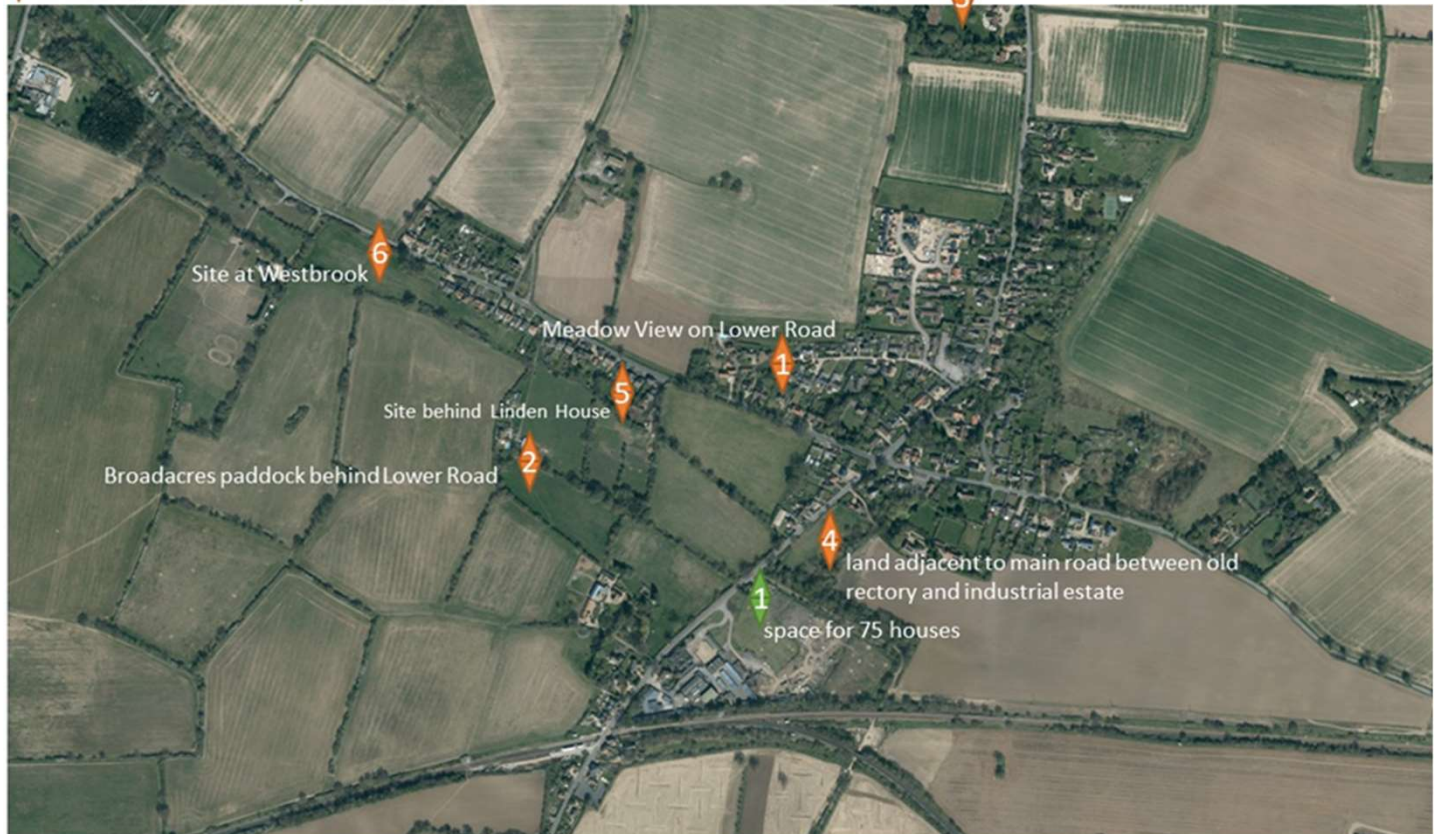 6
Site at Westbrook
Meadow View on Lower Road
1
5
Site behind Linden House
2
Broadacres paddock behind Lower Road
4
land adjacent to main road between old
rectory and industrial estate
1
space for 75 houses